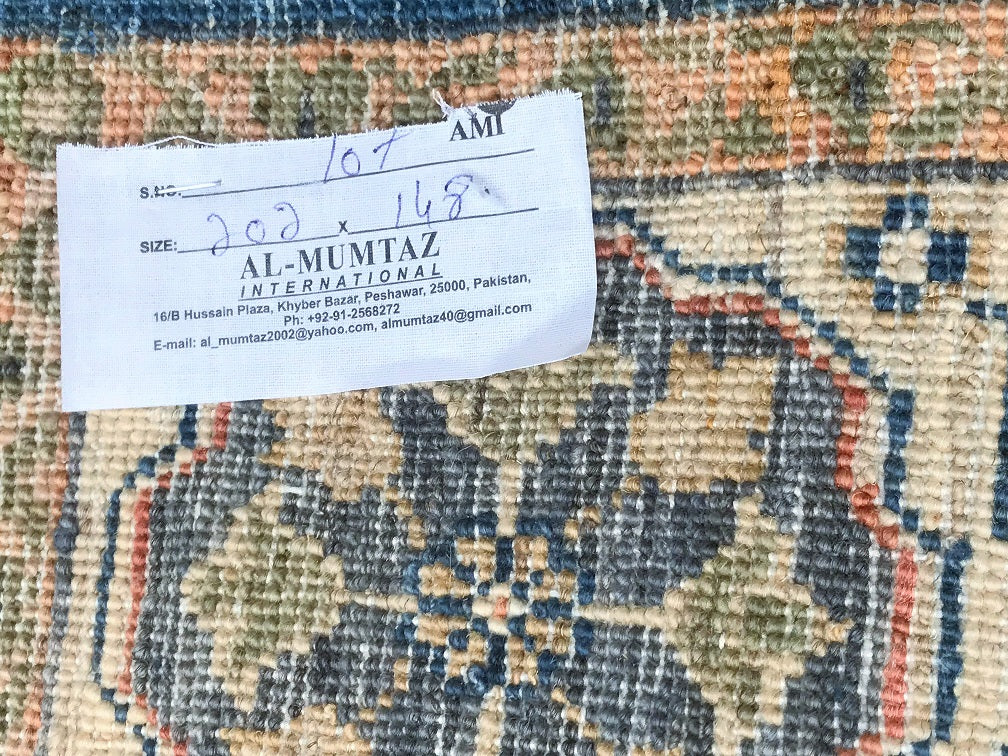 AMI
S.NO. 107
SIZE: 202 x 148.
AL-MUMTAZ
INTERNATIONAL
16/B Hussain Plaza, Khyber Bazar, Peshawar, 25000, Pakistan,
Ph: +92-91-2568272
E-mail: al_mumtaz2002@yahoo.com, almumtaz40@gmail.com